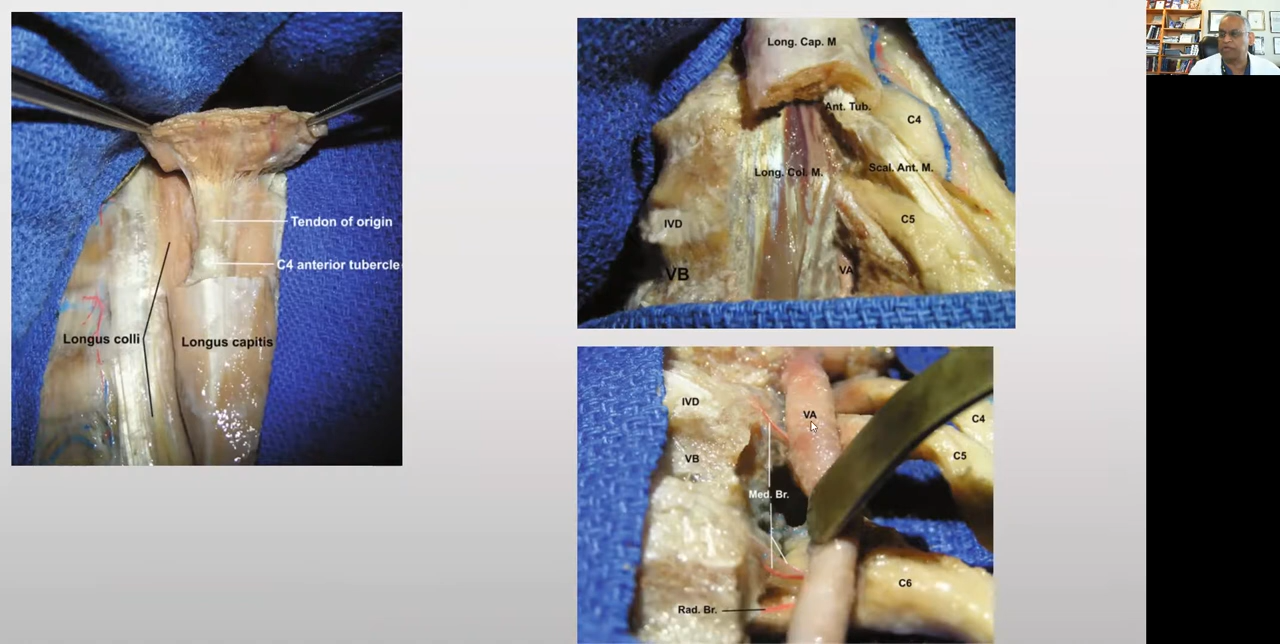 Tendon of origin
C4 anterior tubercle
Longus colli
Longus capitis
Long. Cap. M
Ant. Tub.
C4
Scal. Ant. M.
Long. Col. M.
C5
IVD
VA
VB
IVD
VA
C4
C5
VB
Med. Br.
C6
Rad. Br.